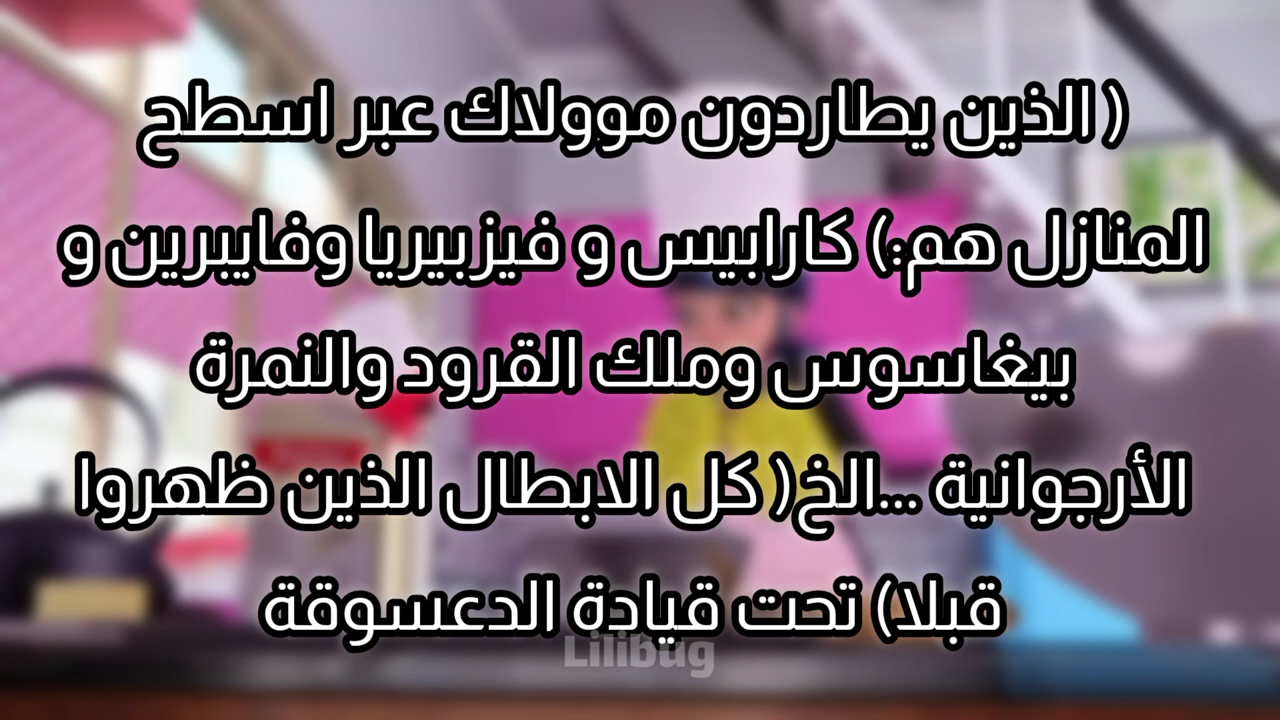 ( الذين يطاردون موولاك عبر اسطح
المنازل هم:) كارابيس و فيزبيريا وفايبرين و
بيغاسوس وملك القرود والنمرة
الأرجوانية ...الخ( كل الابطال الذين ظهروا
قبلا) تحت قيادة الدعسوقة
Lilibug